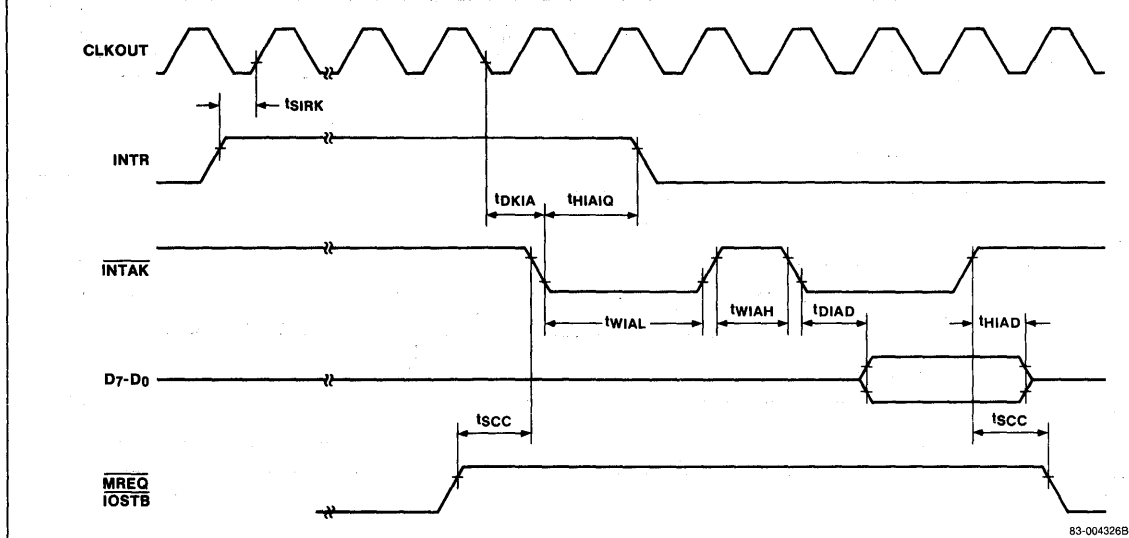 CLKOUT
tSIRK
INTR
tDKIA tHIAIQ
INTAK
tWIAL tWIAH tDIAD tHIAD
D7-D0
tSCC tSCC
MREQ
IOSTB
83-004326B